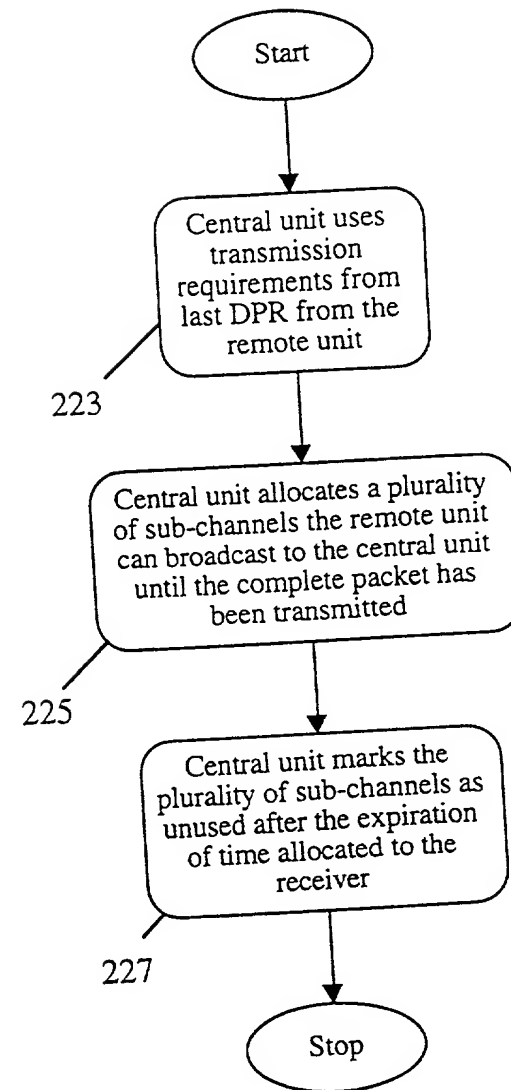 Start
Central unit uses
transmission
requirements from
last DPR from the
remote unit
223
Central unit allocates a plurality
of sub-channels the remote unit
can broadcast to the central unit
until the complete packet has
been transmitted
225
Central unit marks the
plurality of sub-channels as
unused after the expiration
of time allocated to the
receiver
227
Stop